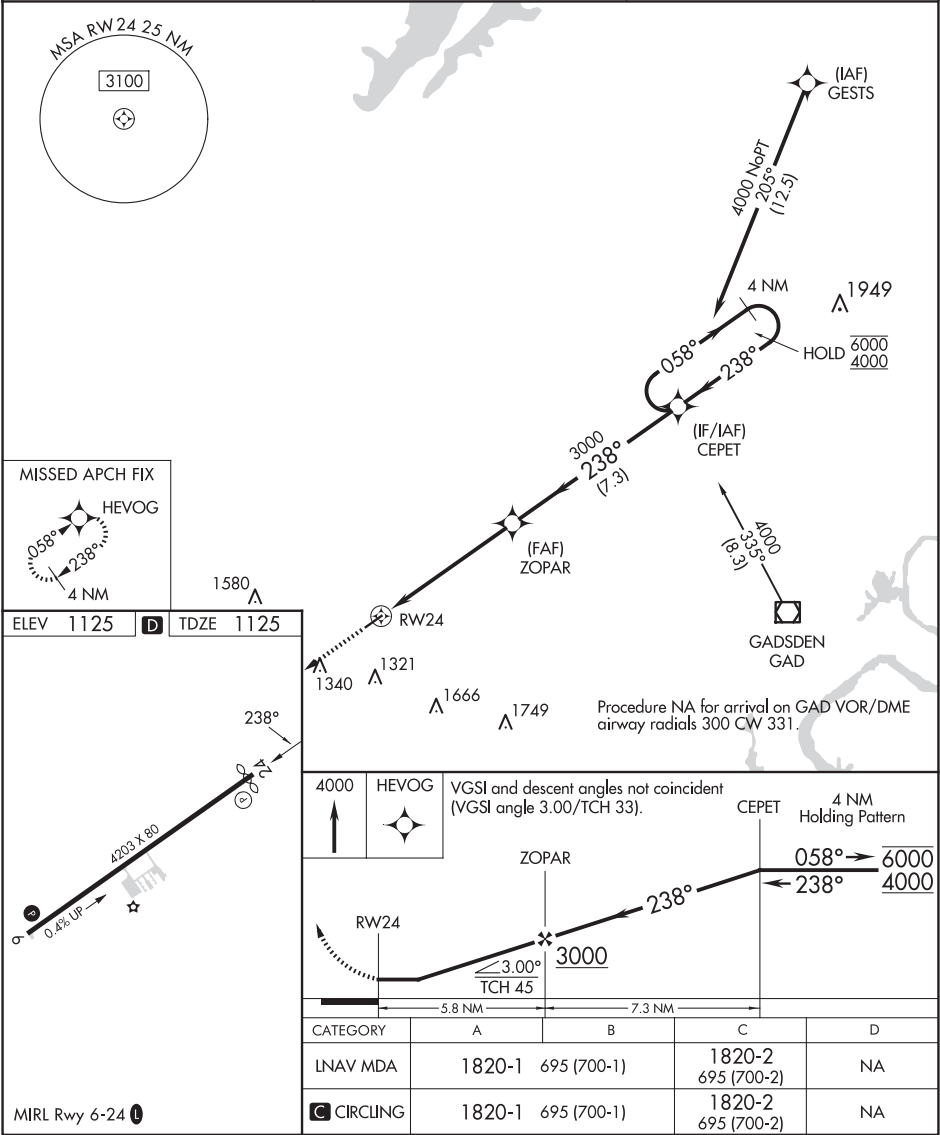 MSA RW24 25 NM
3100
(IAF)
GESTS
4000 NoPT
205°
(12.5)
4 NM
1949
058°
238°
HOLD 6000
4000
(IF/IAF)
CEPET
3000
238°
(7.3)
MISSED APCH FIX
HEVOG
058°
238°
4 NM
(FAF)
ZOPAR
4000
335°
(8.3)
1580
RW24
GADSDEN
GAD
1340
1321
1666
1749
Procedure NA for arrival on GAD VOR/DME
airway radials 300 CW 331.
ELEV 1125 D TDZE 1125
238°
24
P
4203 X 80
P
0.4% UP
6
MIRL Rwy 6-24 L
4000
HEVOG
VGSI and descent angles not coincident
(VGSI angle 3.00/TCH 33).
CEPET
4 NM
Holding Pattern
ZOPAR
058° 6000
238° 4000
238°
RW24
3000
3.00°
TCH 45
5.8 NM
7.3 NM
CATEGORY A B C D
LNAV MDA 1820-1 695 (700-1) 1820-2 695 (700-2) NA
C CIRCLING 1820-1 695 (700-1) 1820-2 695 (700-2) NA